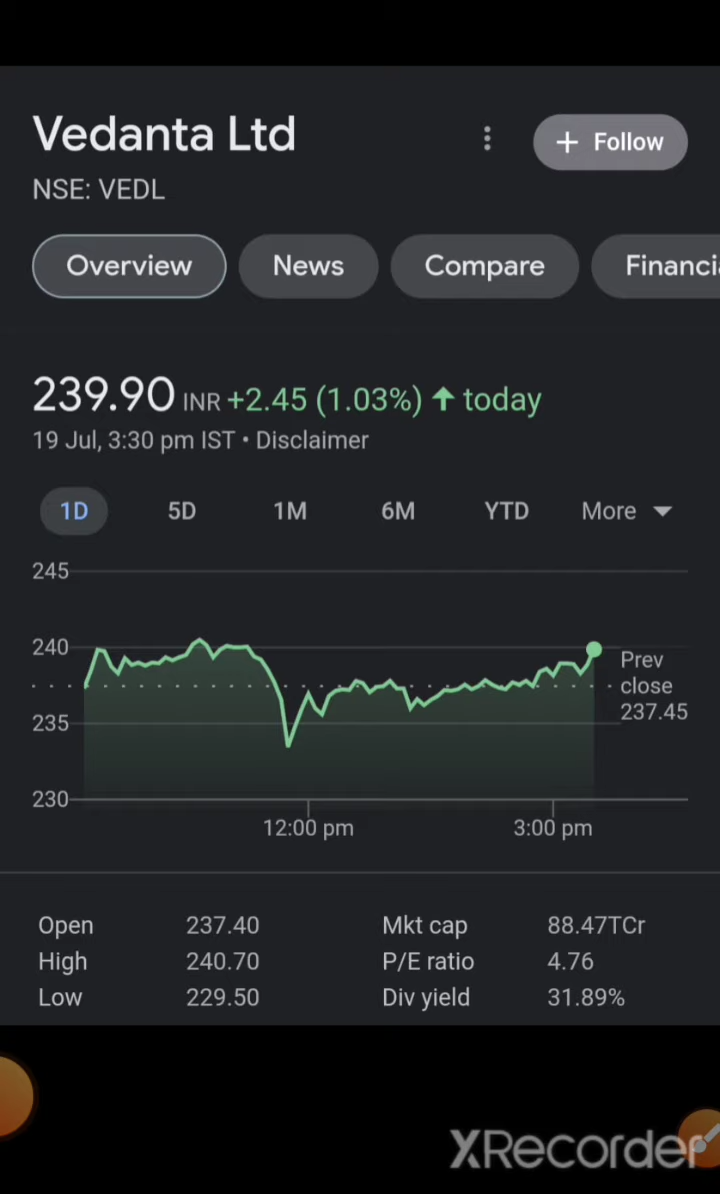 Vedanta Ltd
+ Follow
NSE: VEDL
Overview News Compare Financi
239.90 INR +2.45 (1.03%) ↑ today
19 Jul, 3:30 pm IST • Disclaimer
1D 5D 1M 6M YTD More
245
240
235
230
Prev
close
237.45
12:00 pm 3:00 pm
Open 237.40 Mkt cap 88.47TCr
High 240.70 P/E ratio 4.76
Low 229.50 Div yield 31.89%
XRecorder